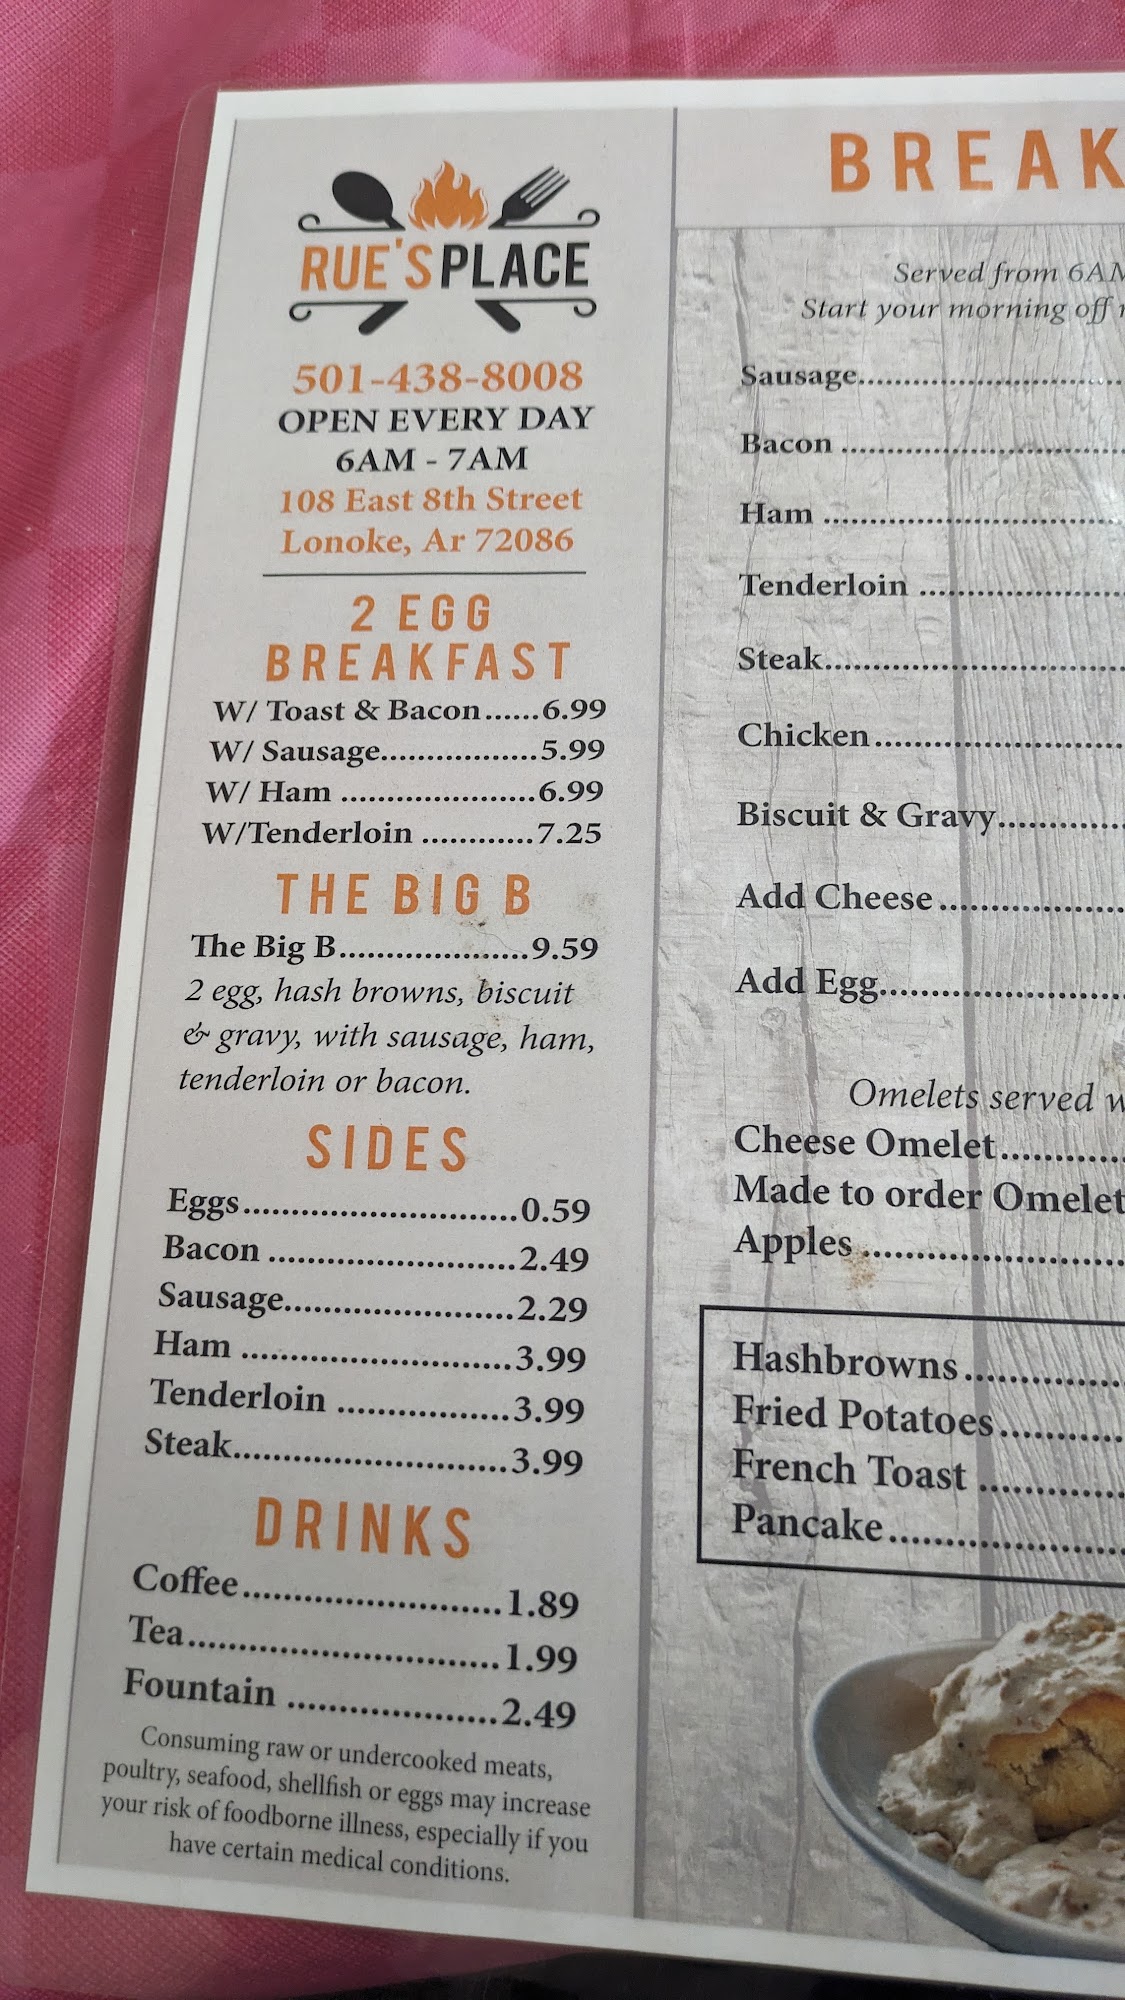 RUE'S PLACE
501-438-8008
OPEN EVERY DAY
6AM - 7AM
108 East 8th Street
Lonoke, Ar 72086
2 EGG
BREAKFAST
W/ Toast & Bacon......6.99
W/ Sausage.................5.99
W/ Ham .....................6.99
W/Tenderloin ............7.25
THE BIG B
The Big B....................9.59
2 egg, hash browns, biscuit
& gravy, with sausage, ham,
tenderloin or bacon.
SIDES
Eggs............................0.59
Bacon .........................2.49
Sausage.......................2.29
Ham ...........................3.99
Tenderloin .................3.99
Steak...........................3.99
DRINKS
Coffee.........................1.89
Tea..............................1.99
Fountain ....................2.49
Consuming raw or undercooked meats,
poultry, seafood, shellfish or eggs may increase
your risk of foodborne illness, especially if you
have certain medical conditions.
BREAK
Served from 6AM
Start your morning off
Sausage..............................
Bacon ................................
Ham ..................................
Tenderloin ........................
Steak..................................
Chicken.............................
Biscuit & Gravy..............
Add Cheese.....................
Add Egg............................
Omelets served
Cheese Omelet.............
Made to order Omelet
Apples ..........................
Hashbrowns...............
Fried Potatoes............
French Toast .............
Pancake......................